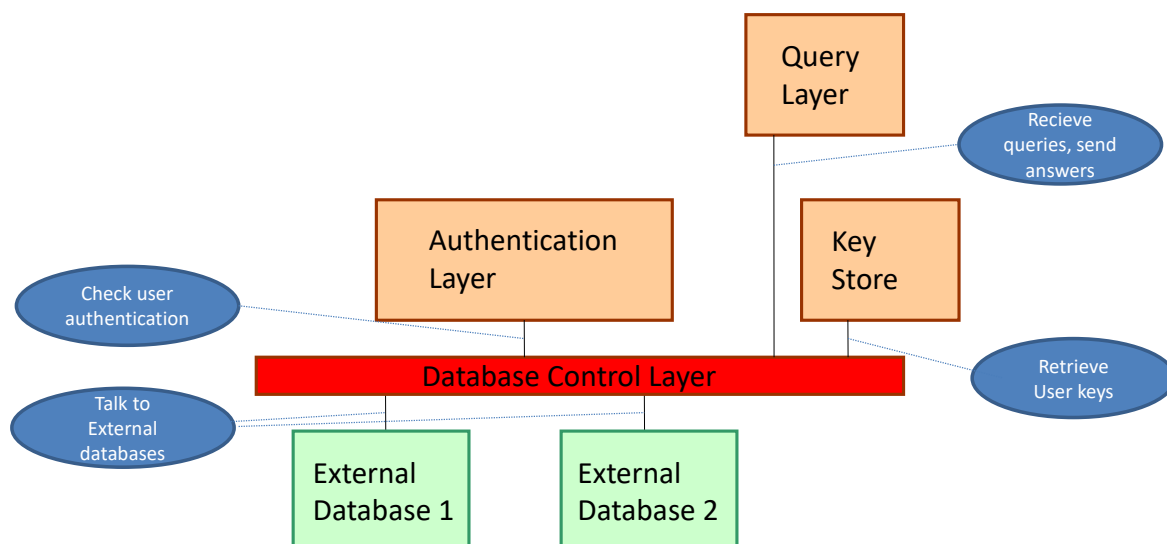 Query
Layer
Recieve
queries, send
answers
Authentication
Layer
Key
Store
Check user
authentication
Database Control Layer
Retrieve
User keys
Talk to
External
databases
External
Database 1
External
Database 2